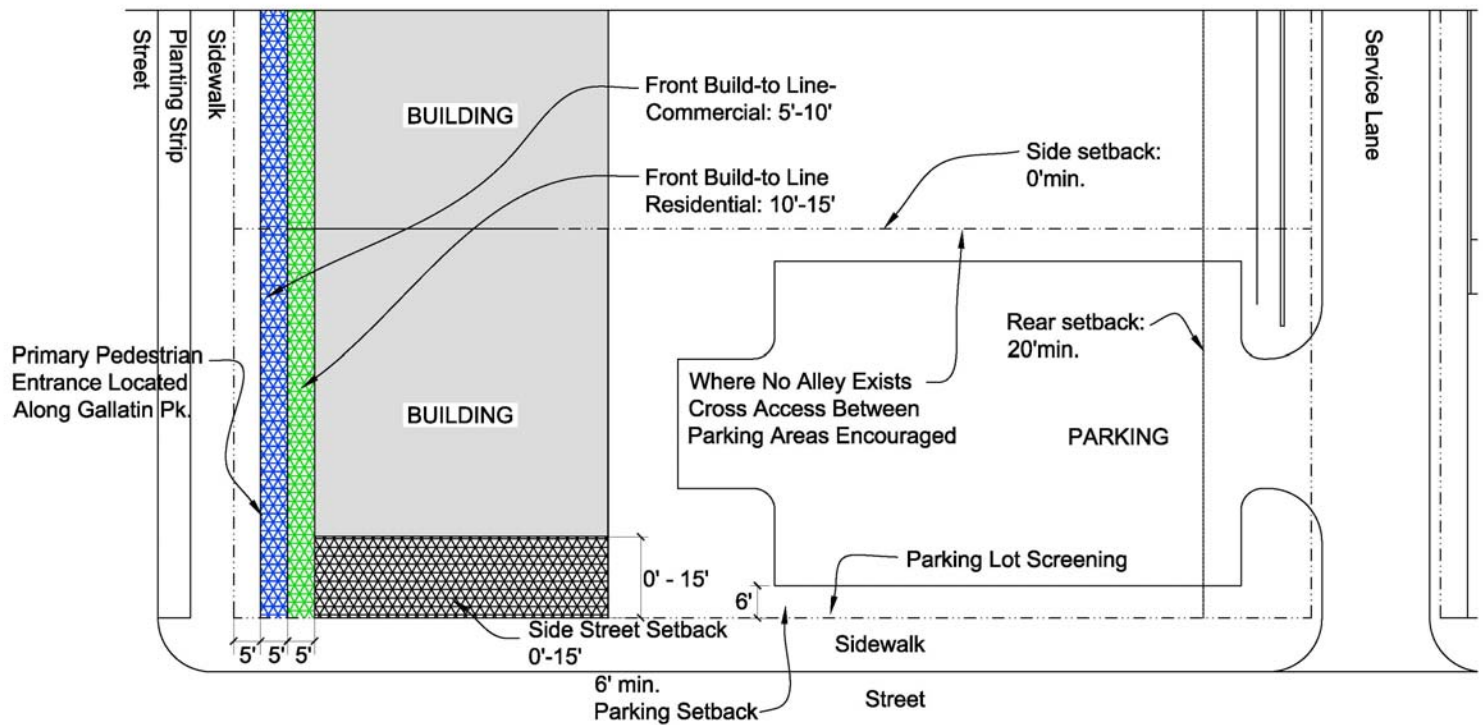 Street
Planting Strip
Sidewalk
BUILDING
Front Build-to Line-
Commercial: 5'-10'
Front Build-to Line
Residential: 10'-15'
Side setback:
0'min.
Service Lane
Primary Pedestrian
Entrance Located
Along Gallatin Pk.
BUILDING
Where No Alley Exists
Cross Access Between
Parking Areas Encouraged
Rear setback:
20'min.
PARKING
0' - 15'
6'
Parking Lot Screening
5'
5'
5'
Side Street Setback
0'-15'
6' min.
Parking Setback
Sidewalk
Street